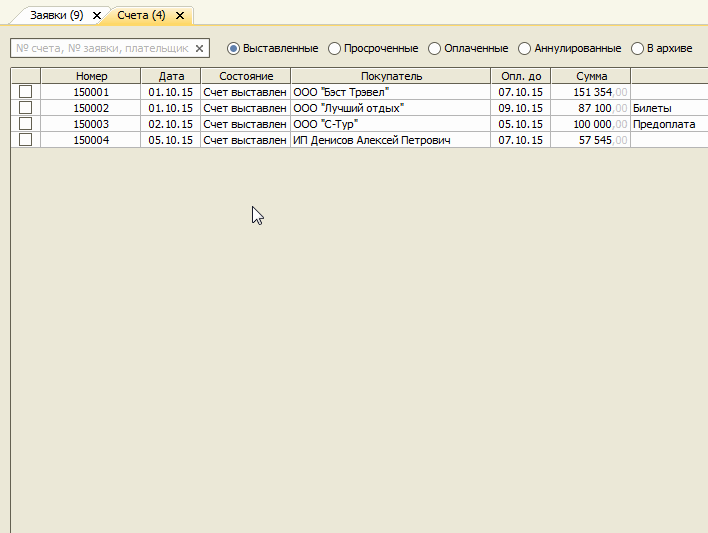 Заявки (9) Счета (4)
№ счета, № заявки, плательщик Выставленные Просроченные Оплаченные Аннулированные В архиве
Номер Дата Состояние Покупатель Опл. до Сумма
150001 01.10.15 Счет выставлен ООО "Бэст Трэвел" 07.10.15 151 354,00
150002 01.10.15 Счет выставлен ООО "Лучший отдых" 09.10.15 87 100,00 Билеты
150003 02.10.15 Счет выставлен ООО "С-Тур" 05.10.15 100 000,00 Предоплата
150004 05.10.15 Счет выставлен ИП Денисов Алексей Петрович 07.10.15 57 545,00